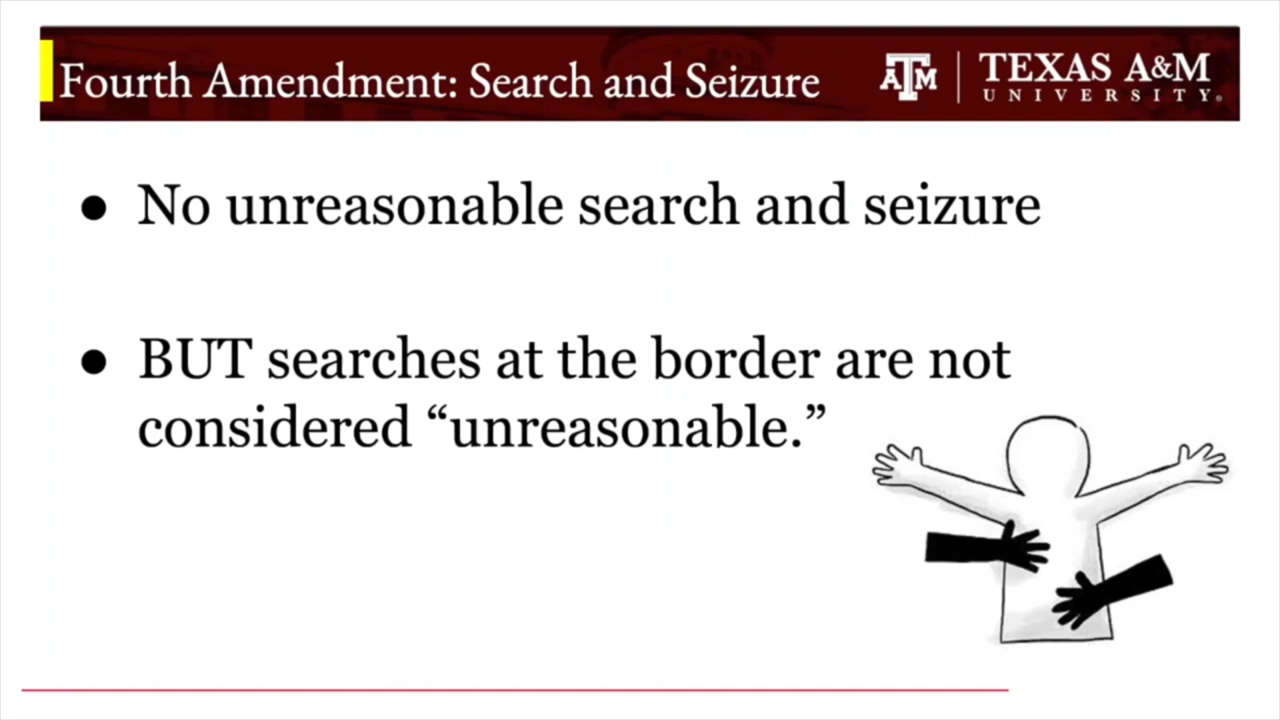 Fourth Amendment: Search and Seizure
ATM
TEXAS A&M
UNIVERSITY®
● No unreasonable search and seizure
● BUT searches at the border are not
considered “unreasonable.”